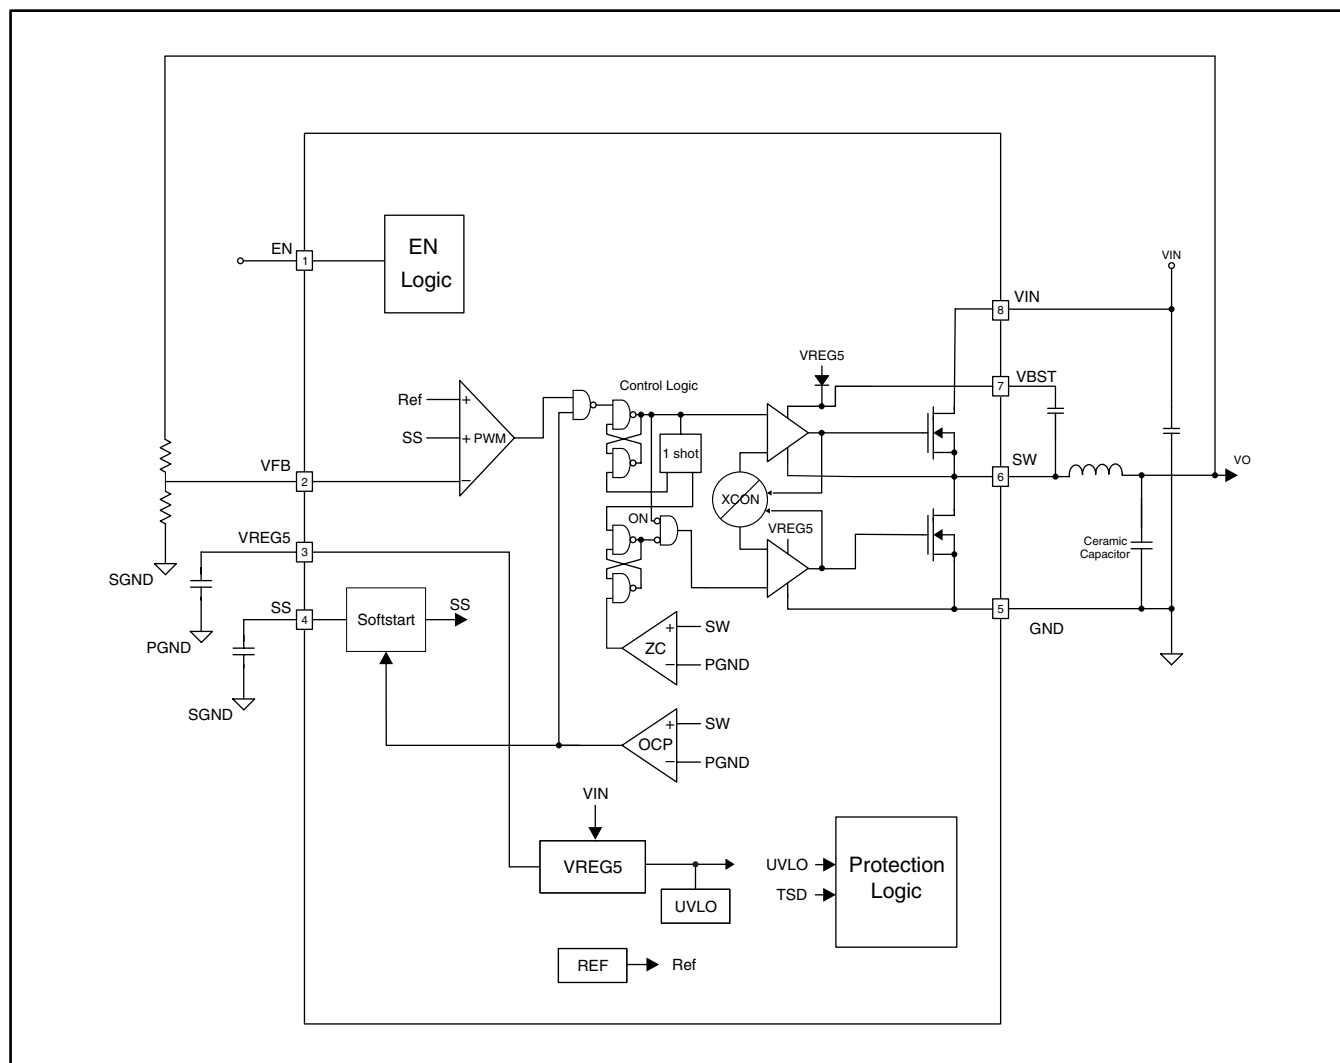 EN
1
EN
Logic
VIN
VIN
8
VREG5
VBST
7
Control Logic
Ref
+
SS
+
PWM
−
1 shot
VFB
2
SW
6
VO
XCON
ON
VREG5
VREG5
3
SGND
Ceramic
Capacitor
SS
4
Softstart
SS
5
GND
PGND
+
SW
ZC
−
PGND
SGND
+
SW
OCP
−
PGND
VIN
VREG5
UVLO
UVLO
TSD
Protection
Logic
REF
Ref